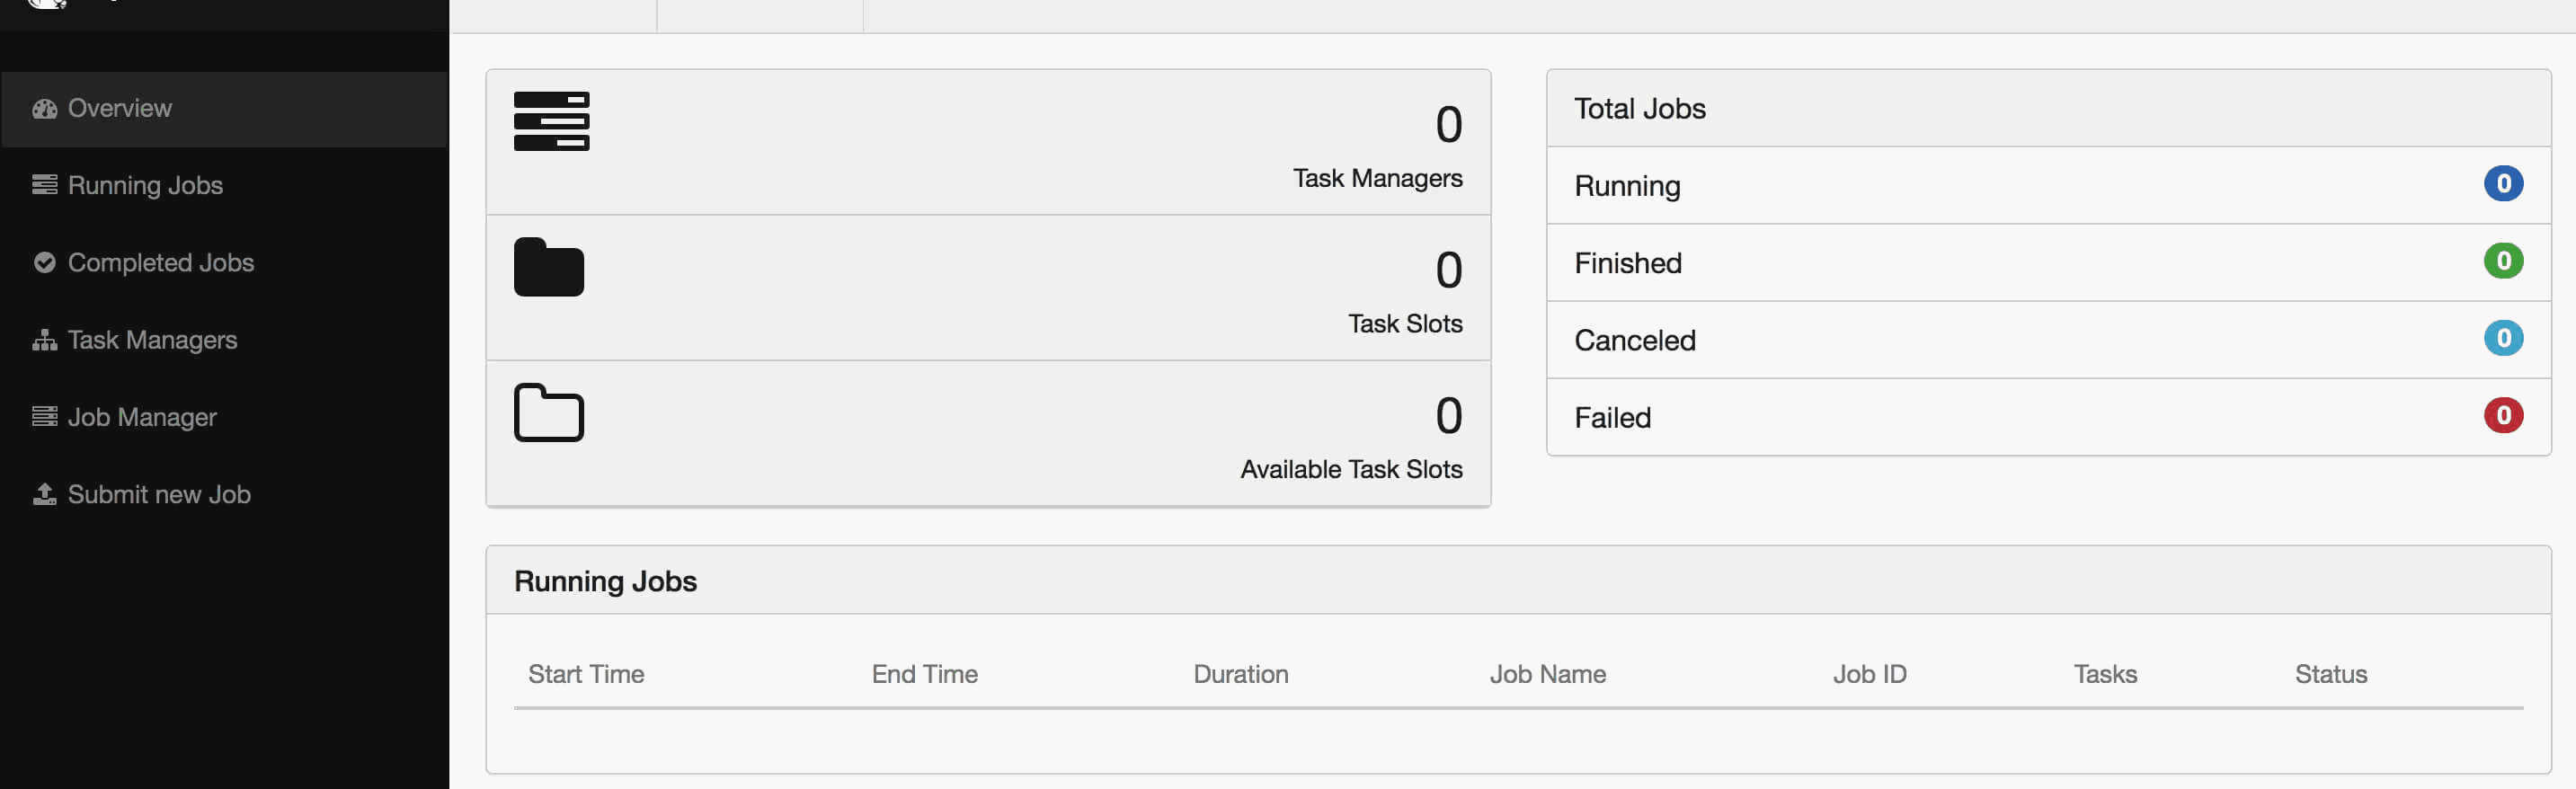 Overview
Running Jobs
Completed Jobs
Task Managers
Job Manager
Submit new Job
0
Task Managers
0
Task Slots
0
Available Task Slots
Total Jobs
Running 0
Finished 0
Canceled 0
Failed 0
Running Jobs
Start Time End Time Duration Job Name Job ID Tasks Status